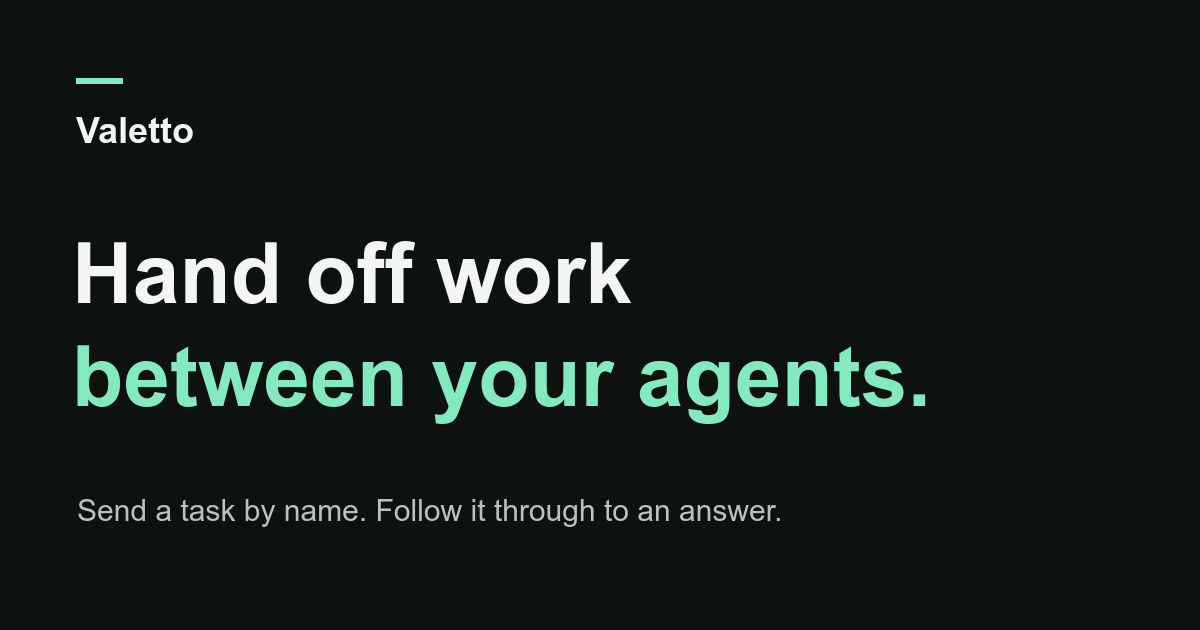 Valetto
Hand off work
between your agents.
Send a task by name. Follow it through to an answer.